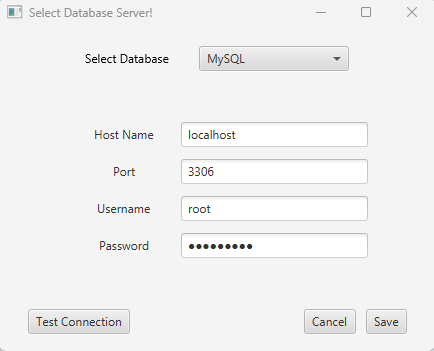 Select Database Server!
Select Database MySQL
Host Name localhost
Port 3306
Username root
Password ●●●●●●●●●
Test Connection Cancel Save